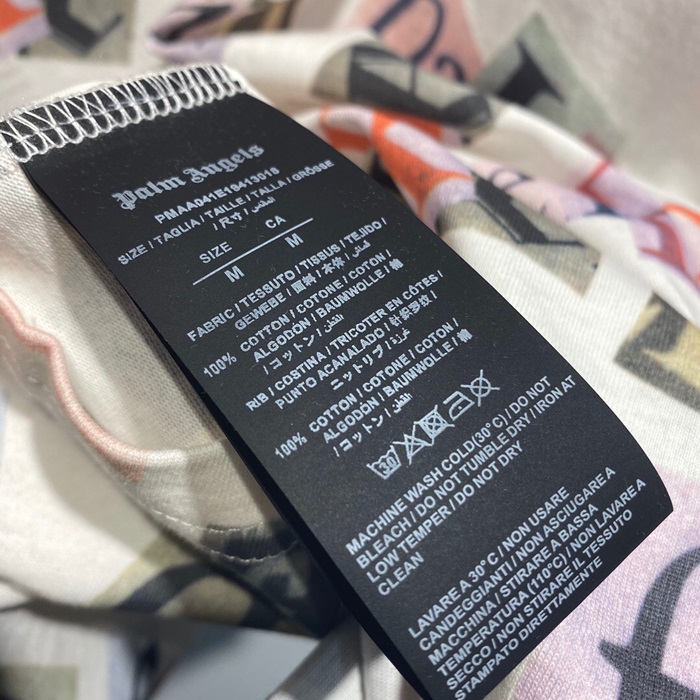 Palm Angels
PMAA041E19413018
SIZE / TAGLIA / TAILLE / TALLA / GRÖSSE
/ 尺寸 / المقاس
SIZE CA
M M
FABRIC / TESSUTO / TISSUS / TEJIDO /
GEWEBE / 面料 / 本体 / قماش
100% COTTON / COTONE / COTON /
ALGODÓN / BAUMWOLLE / 棉
/ コットン / القطن
RIB / COSTINA / TRICOTER EN CÔTES /
PUNTO ACANALADO / 针织罗纹 /
ニットリブ /
100% COTTON / COTONE / COTON /
ALGODÓN / BAUMWOLLE / 棉
/ コットン / القطن
30
MACHINE WASH COLD(30°C) / DO NOT
BLEACH / DO NOT TUMBLE DRY / IRON AT
LOW TEMPER / DO NOT DRY
CLEAN
LAVARE A 30°C / NON USARE
CANDEGGIANTI / NON ASCIUGARE A
MACCHINA / STIRARE A BASSA
TEMPERATURA (110°C) / NON LAVARE A
SECCO / NON STIRARE IL TESSUTO
STAMPATO DIRETTAMENTE